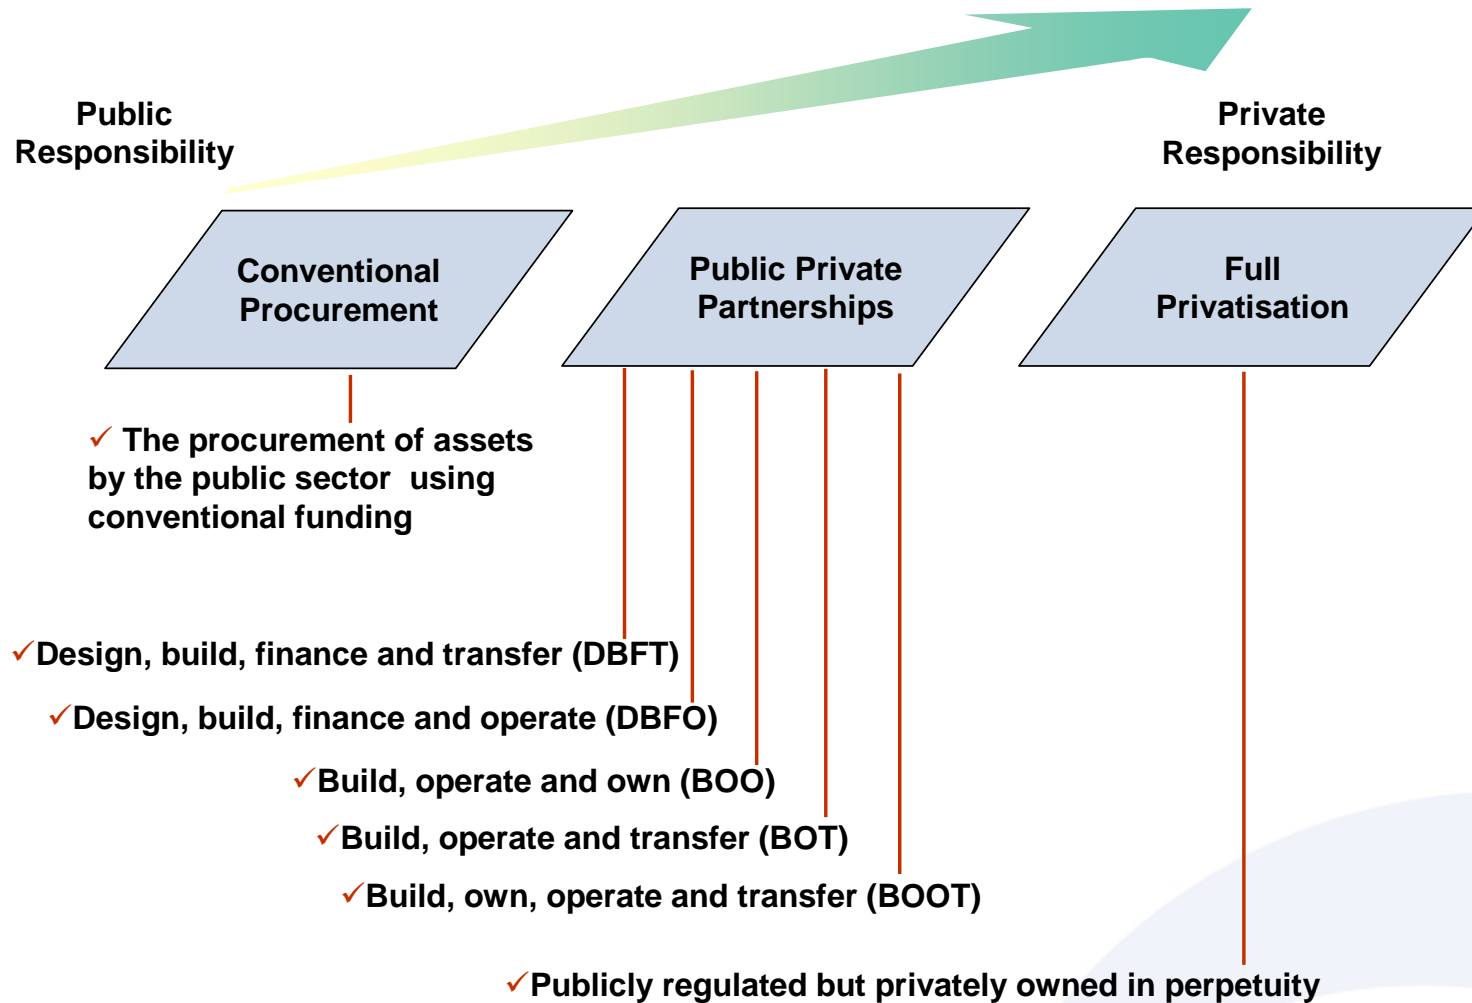 Public
Responsibility
Private
Responsibility
Conventional
Procurement
Public Private
Partnerships
Full
Privatisation
✓ The procurement of assets
by the public sector  using
conventional funding
✓Design, build, finance and transfer (DBFT)
✓Design, build, finance and operate (DBFO)
✓Build, operate and own (BOO)
✓Build, operate and transfer (BOT)
✓Build, own, operate and transfer (BOOT)
✓Publicly regulated but privately owned in perpetuity